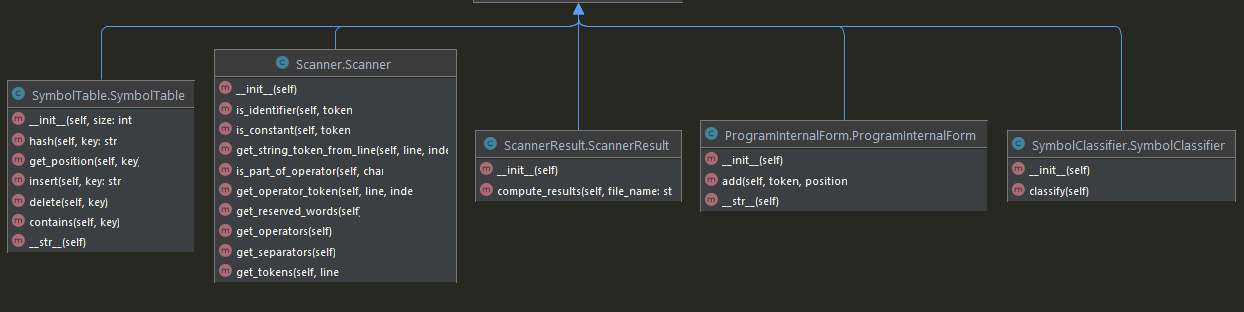 C SymbolTable.SymbolTable
m __init__(self, size: int
m hash(self, key: str
m get_position(self, key)
m insert(self, key: str
m delete(self, key)
m contains(self, key)
m __str__(self)
C Scanner.Scanner
m __init__(self)
m is_identifier(self, token
m is_constant(self, token
m get_string_token_from_line(self, line, inde
m is_part_of_operator(self, char
m get_operator_token(self, line, inde
m get_reserved_words(self)
m get_operators(self)
m get_separators(self)
m get_tokens(self, line
C ScannerResult.ScannerResult
m __init__(self)
m compute_results(self, file_name: st
C ProgramInternalForm.ProgramInternalForm
m __init__(self)
m add(self, token, position
m __str__(self)
C SymbolClassifier.SymbolClassifier
m __init__(self)
m classify(self)